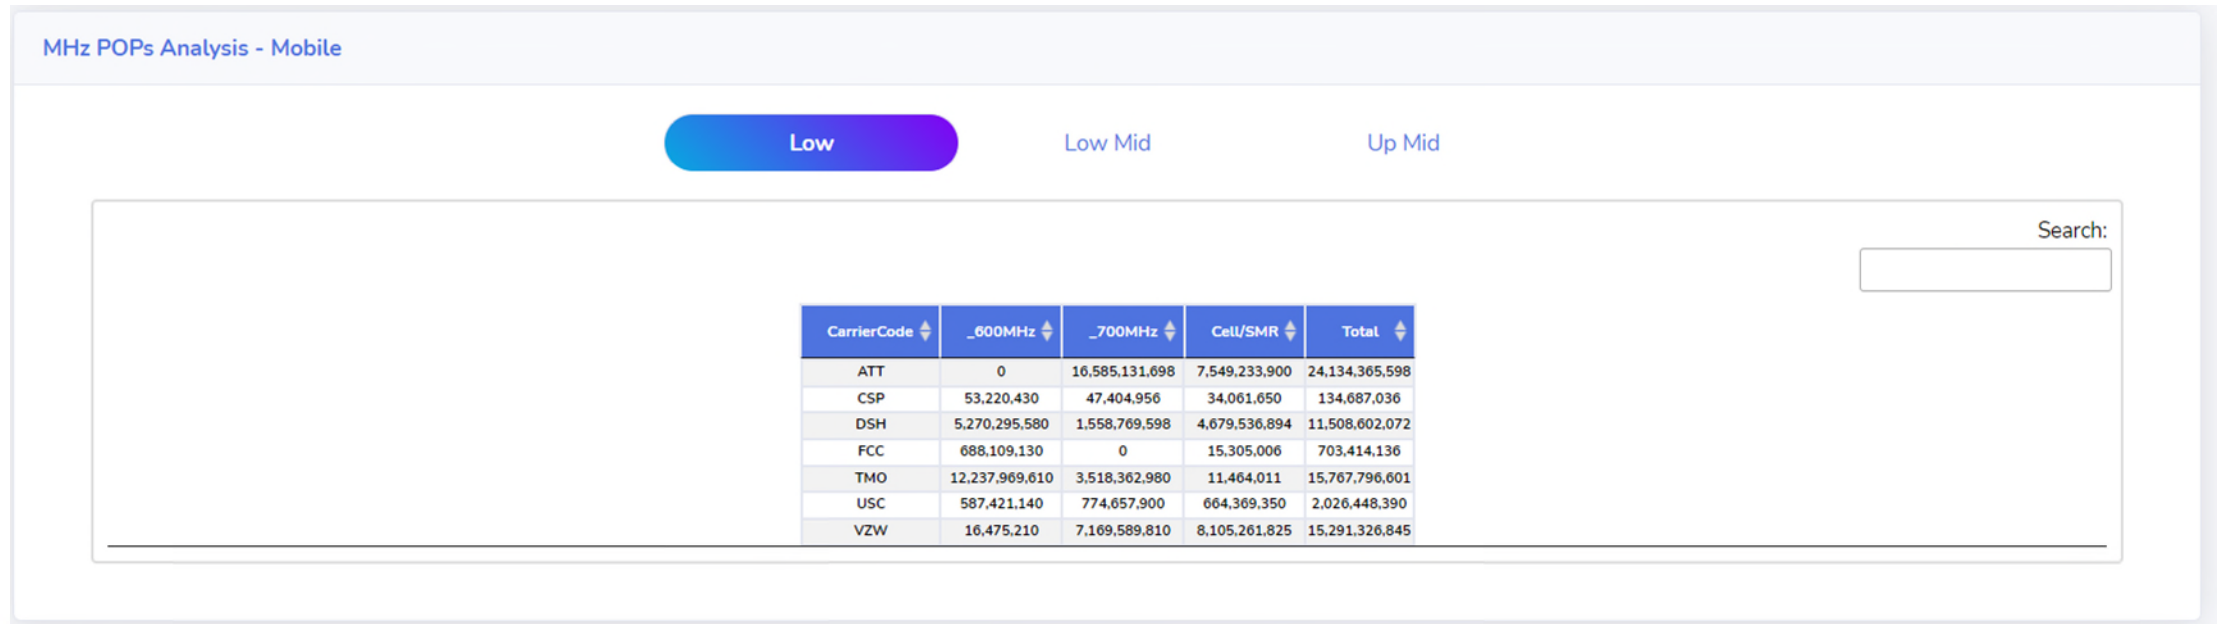 MHz POPs Analysis - Mobile
Low Low Mid Up Mid
Search:
CarrierCode _600MHz _700MHz Cell/SMR Total
ATT 0 16,585,131,698 7,549,233,900 24,134,365,598
CSP 53,220,430 47,404,956 34,061,650 134,687,036
DSH 5,270,295,580 1,558,769,598 4,679,536,894 11,508,602,072
FCC 688,109,130 0 15,305,006 703,414,136
TMO 12,237,969,610 3,518,362,980 11,464,011 15,767,796,601
USC 587,421,140 774,657,900 664,369,350 2,026,448,390
VZW 16,475,210 7,169,589,810 8,105,261,825 15,291,326,845